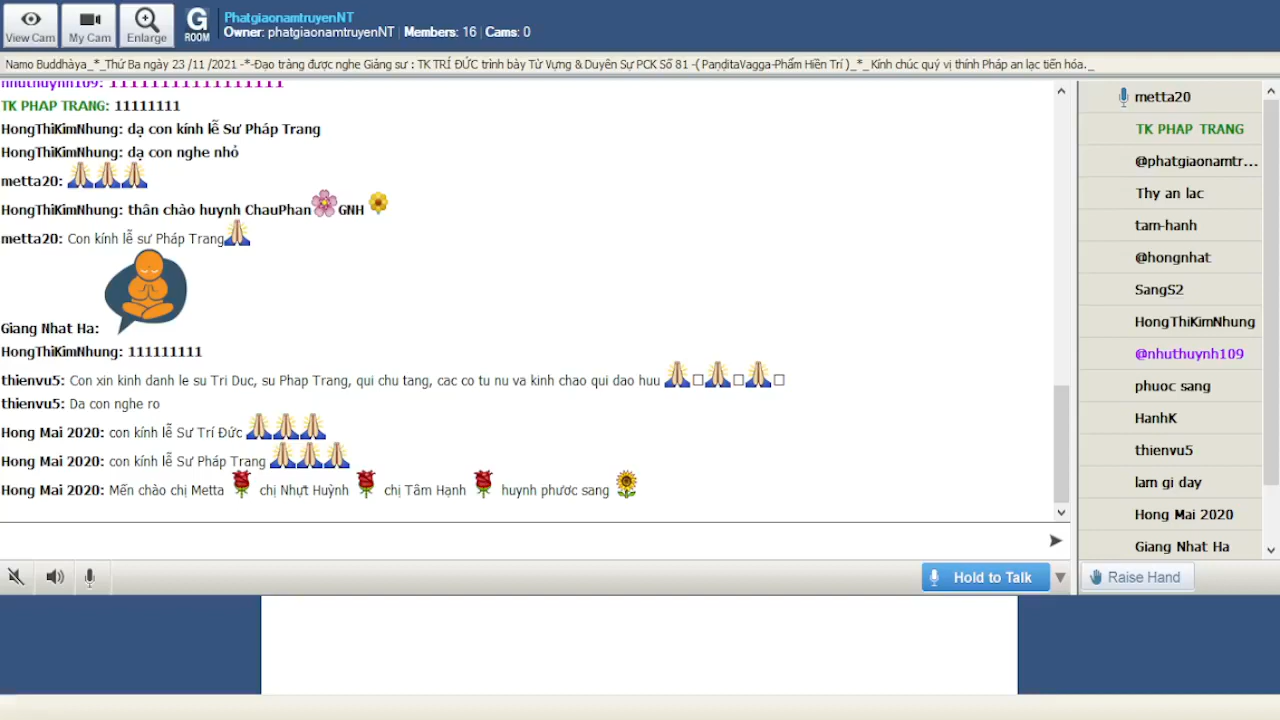 View Cam
My Cam
Enlarge
G
ROOM
PhatgiaonamtruyenNT
Owner: phatgiaonamtruyenNT | Members: 16 | Cams: 0
Namo Buddhàya_*_Thứ Ba ngày 23 /11 /2021 -*-Đạo tràng được nghe Giảng sư : TK TRÍ ĐỨC trình bày Từ Vựng & Duyên Sự PCK Số 81 -( PanditaVagga-Phẩm Hiền Trí )_*_ Kính chúc quý vị thính Pháp an lạc tiến hóa._
nhuthuynh109: 11111111111111111
TK PHAP TRANG: 11111111
HongThiKimNhung: dạ con kính lễ Sư Pháp Trang
HongThiKimNhung: dạ con nghe nhỏ
metta20: 🙏🙏🙏
HongThiKimNhung: thân chào huynh ChauPhan🌸GNH 🌼
metta20: Con kính lễ sư Pháp Trang🙏
Giang Nhat Ha:
HongThiKimNhung: 111111111
thienvu5: Con xin kinh danh le su Tri Duc, su Phap Trang, qui chu tang, cac co tu nu va kinh chao qui dao huu 🙏□🙏□🙏□
thienvu5: Da con nghe ro
Hong Mai 2020: con kính lễ Sư Trí Đức 🙏🙏🙏
Hong Mai 2020: con kính lễ Sư Pháp Trang 🙏🙏🙏
Hong Mai 2020: Mến chào chị Metta 🌹 chị Nhựt Huỳnh 🌹 chị Tâm Hạnh 🌹 huynh phươc sang 🌻
metta20
TK PHAP TRANG
@phatgiaonamtr...
Thy an lac
tam-hanh
@hongnhat
SangS2
HongThiKimNhung
@nhuthuynh109
phuoc sang
HanhK
thienvu5
lam gi day
Hong Mai 2020
Giang Nhat Ha
Hold to Talk
Raise Hand